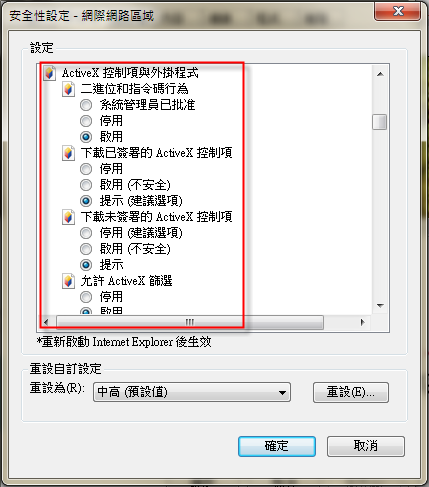 安全性設定 - 網際網路區域
設定
ActiveX 控制項與外掛程式
二進位和指令碼行為
系統管理員已批准
停用
啟用
下載已簽署的 ActiveX 控制項
停用
啟用 (不安全)
提示 (建議選項)
下載未簽署的 ActiveX 控制項
停用 (建議選項)
啟用 (不安全)
提示
允許 ActiveX 篩選
停用
啟用
*重新啟動 Internet Explorer 後生效
重設自訂設定
重設為(R):
中高 (預設值)
重設(E)...
確定
取消